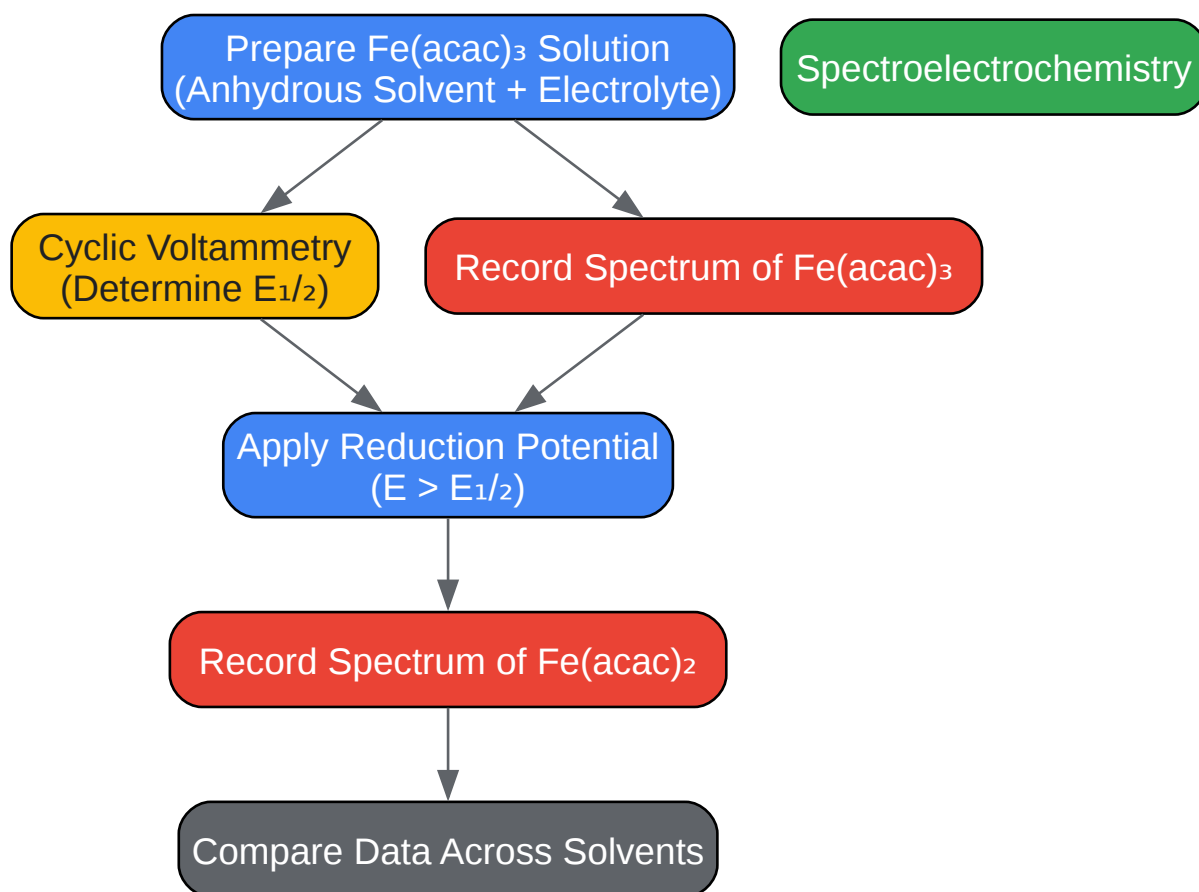 Prepare Fe(acac)₃ Solution
(Anhydrous Solvent + Electrolyte)
Spectroelectrochemistry
Cyclic Voltammetry
(Determine E₁/₂)
Record Spectrum of Fe(acac)₃
Apply Reduction Potential
(E > E₁/₂)
Record Spectrum of Fe(acac)₂
Compare Data Across Solvents